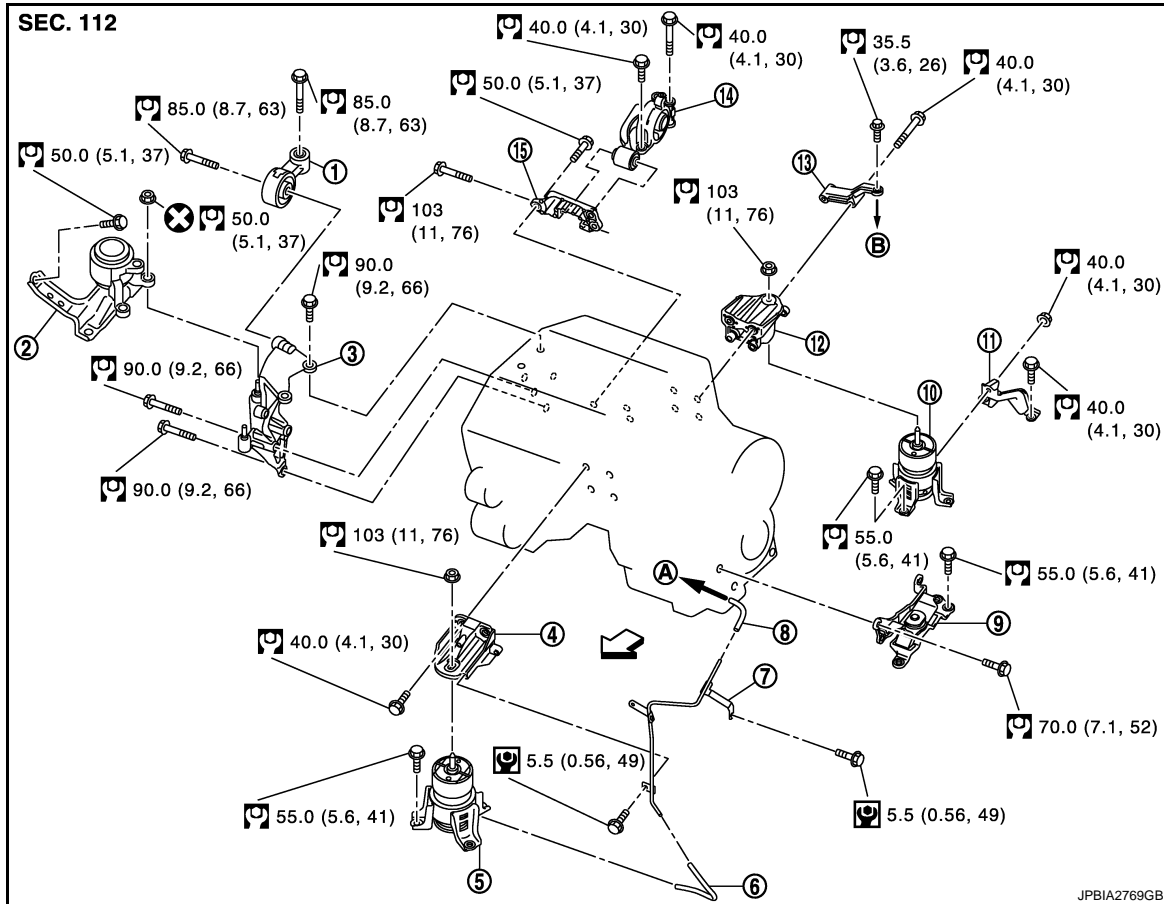 SEC. 112
40.0 (4.1, 30)
40.0
(4.1, 30)
35.5
(3.6, 26)
40.0
(4.1, 30)
50.0 (5.1, 37)
14
85.0 (8.7, 63)
85.0
(8.7, 63)
15
13
50.0 (5.1, 37)
1
103
(11, 76)
103
(11, 76)
50.0
(5.1, 37)
B
90.0
(9.2, 66)
40.0
(4.1, 30)
2
3
12
11
90.0 (9.2, 66)
10
40.0
(4.1, 30)
90.0 (9.2, 66)
103 (11, 76)
55.0
(5.6, 41)
A
55.0 (5.6, 41)
4
8
9
40.0 (4.1, 30)
7
70.0 (7.1, 52)
5.5 (0.56, 49)
55.0 (5.6, 41)
5.5 (0.56, 49)
5
6
JPBIA2769GB